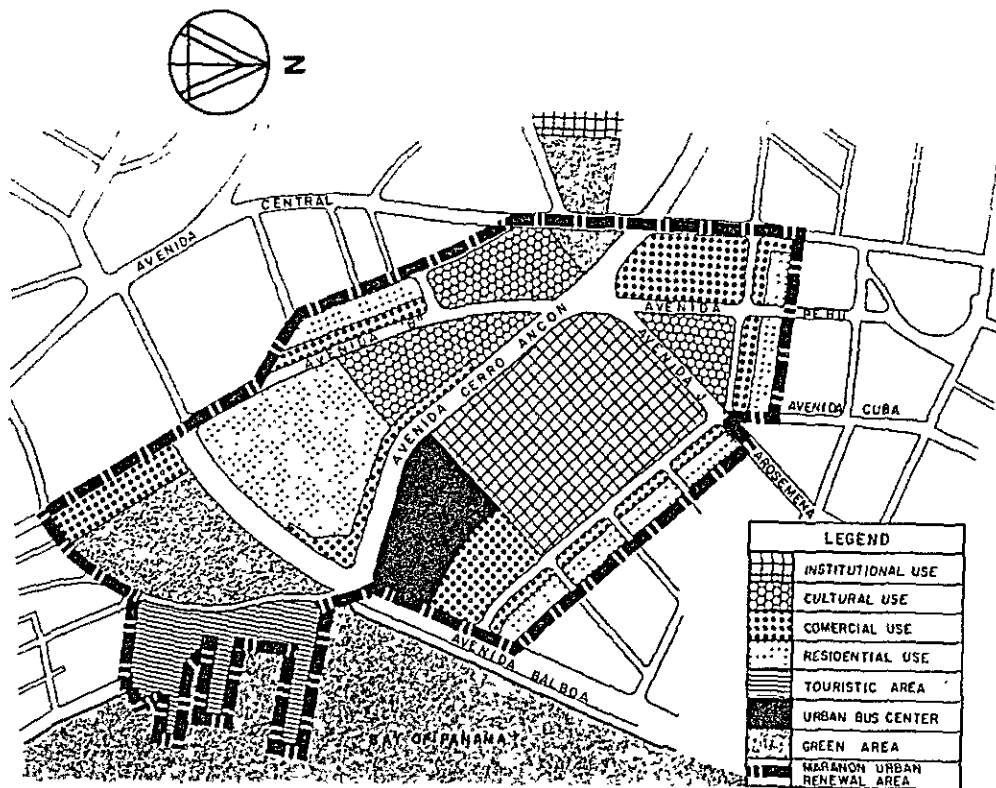 N
AVENIDA CENTRAL
AVENIDA CERRO ANCON
AVENIDA PERU
AVENIDA J.
AVENIDA CUBA
AROSEMENA
AVENIDA BALBOA
BAY OF PANAMA
LEGEND
INSTITUTIONAL USE
CULTURAL USE
COMERCIAL USE
RESIDENTIAL USE
TOURISTIC AREA
URBAN BUS CENTER
GREEN AREA
MARANON URBAN
RENEWAL AREA